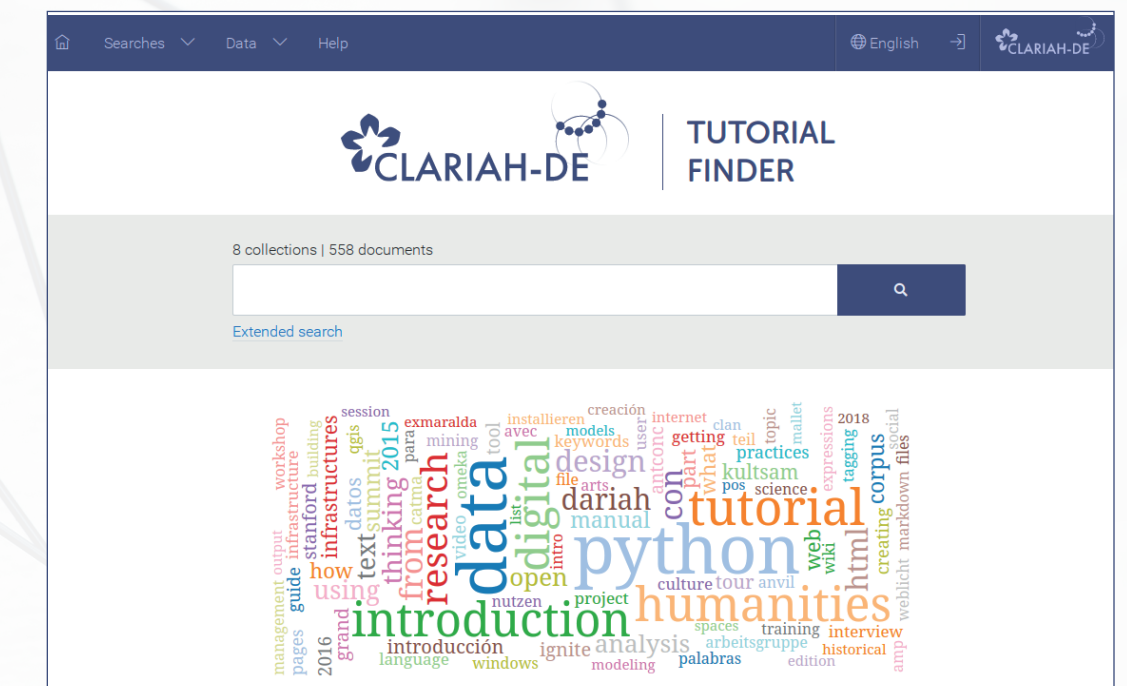 Searches Data Help English CLARIAH-DE
CLARIAH-DE
TUTORIAL
FINDER
8 collections | 558 documents
Extended search
workshop
building
qgis
session
infrastructures
2015
para
exmaralda
mining
tool
installieren
avec
creación
models
keywords
user
internet
antconc
getting
clan
teil
part
what
topic
mallet
practices
expressions
2018
tagging
corpus
social
files
infrastructure
stanford
datos
summit
thinking
catma
research
omeka
video
data
list
digital
design
file
arts
dariah
manual
intro
con
kultsam
pos
science
tutorial
python
web
wiki
html
creating
markdown
output
guide
how
text
from
using
open
nutzen
project
culture
tour
anvil
humanities
weblicht
management
pages
2016
grand
introduction
introducción
language
windows
ignite
analysis
modeling
spaces
arbeitsgruppe
palabras
training
edition
interview
historical
amp